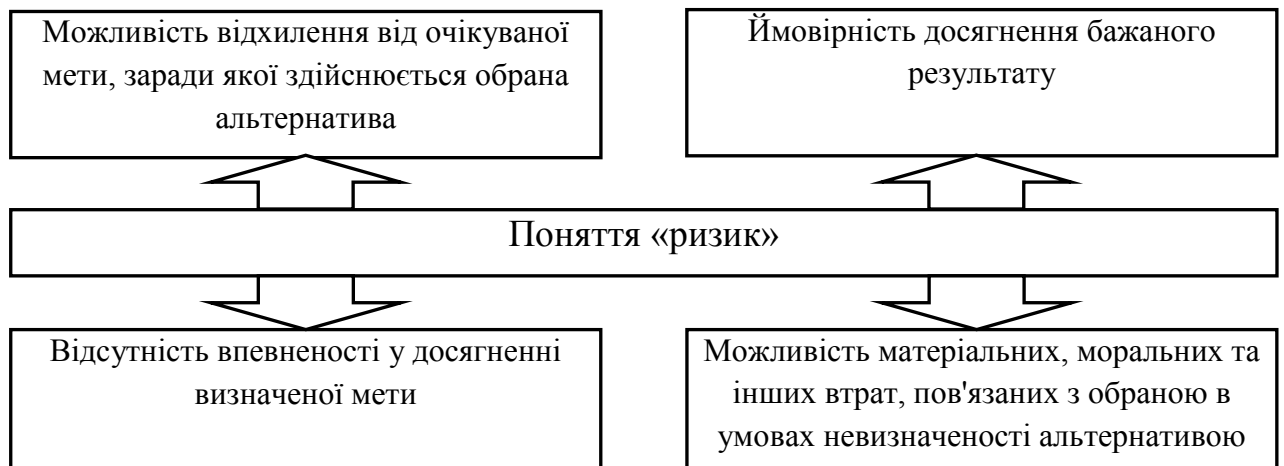 Можливість відхилення від очікуваної
мети, заради якої здійснюється обрана
альтернатива
Ймовірність досягнення бажаного
результату
Поняття «ризик»
Відсутність впевненості у досягненні
визначеної мети
Можливість матеріальних, моральних та
інших втрат, пов'язаних з обраною в
умовах невизначеності альтернативою